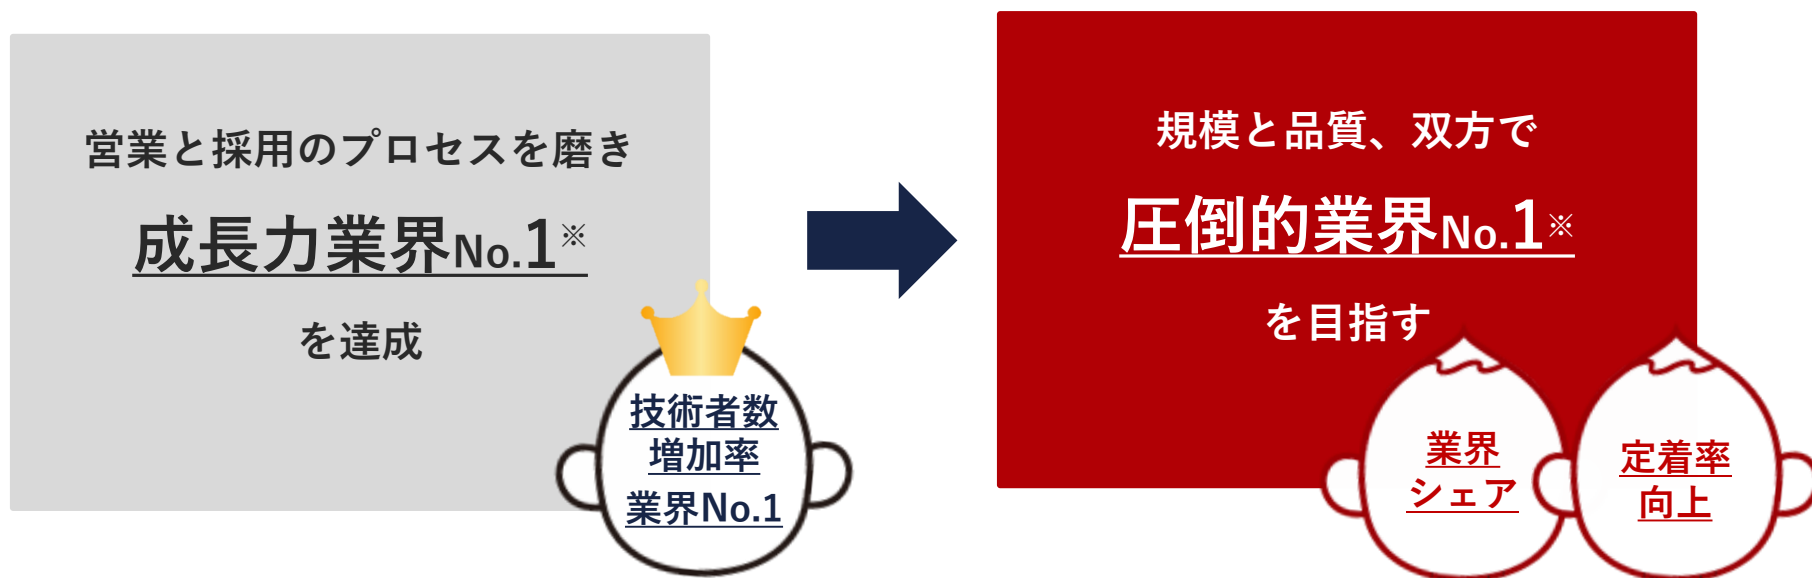 営業と採用のプロセスを磨き
成長力業界No.1※
を達成
技術者数
増加率
業界No.1
規模と品質、双方で
圧倒的業界No.1※
を目指す
業界
シェア
定着率
向上